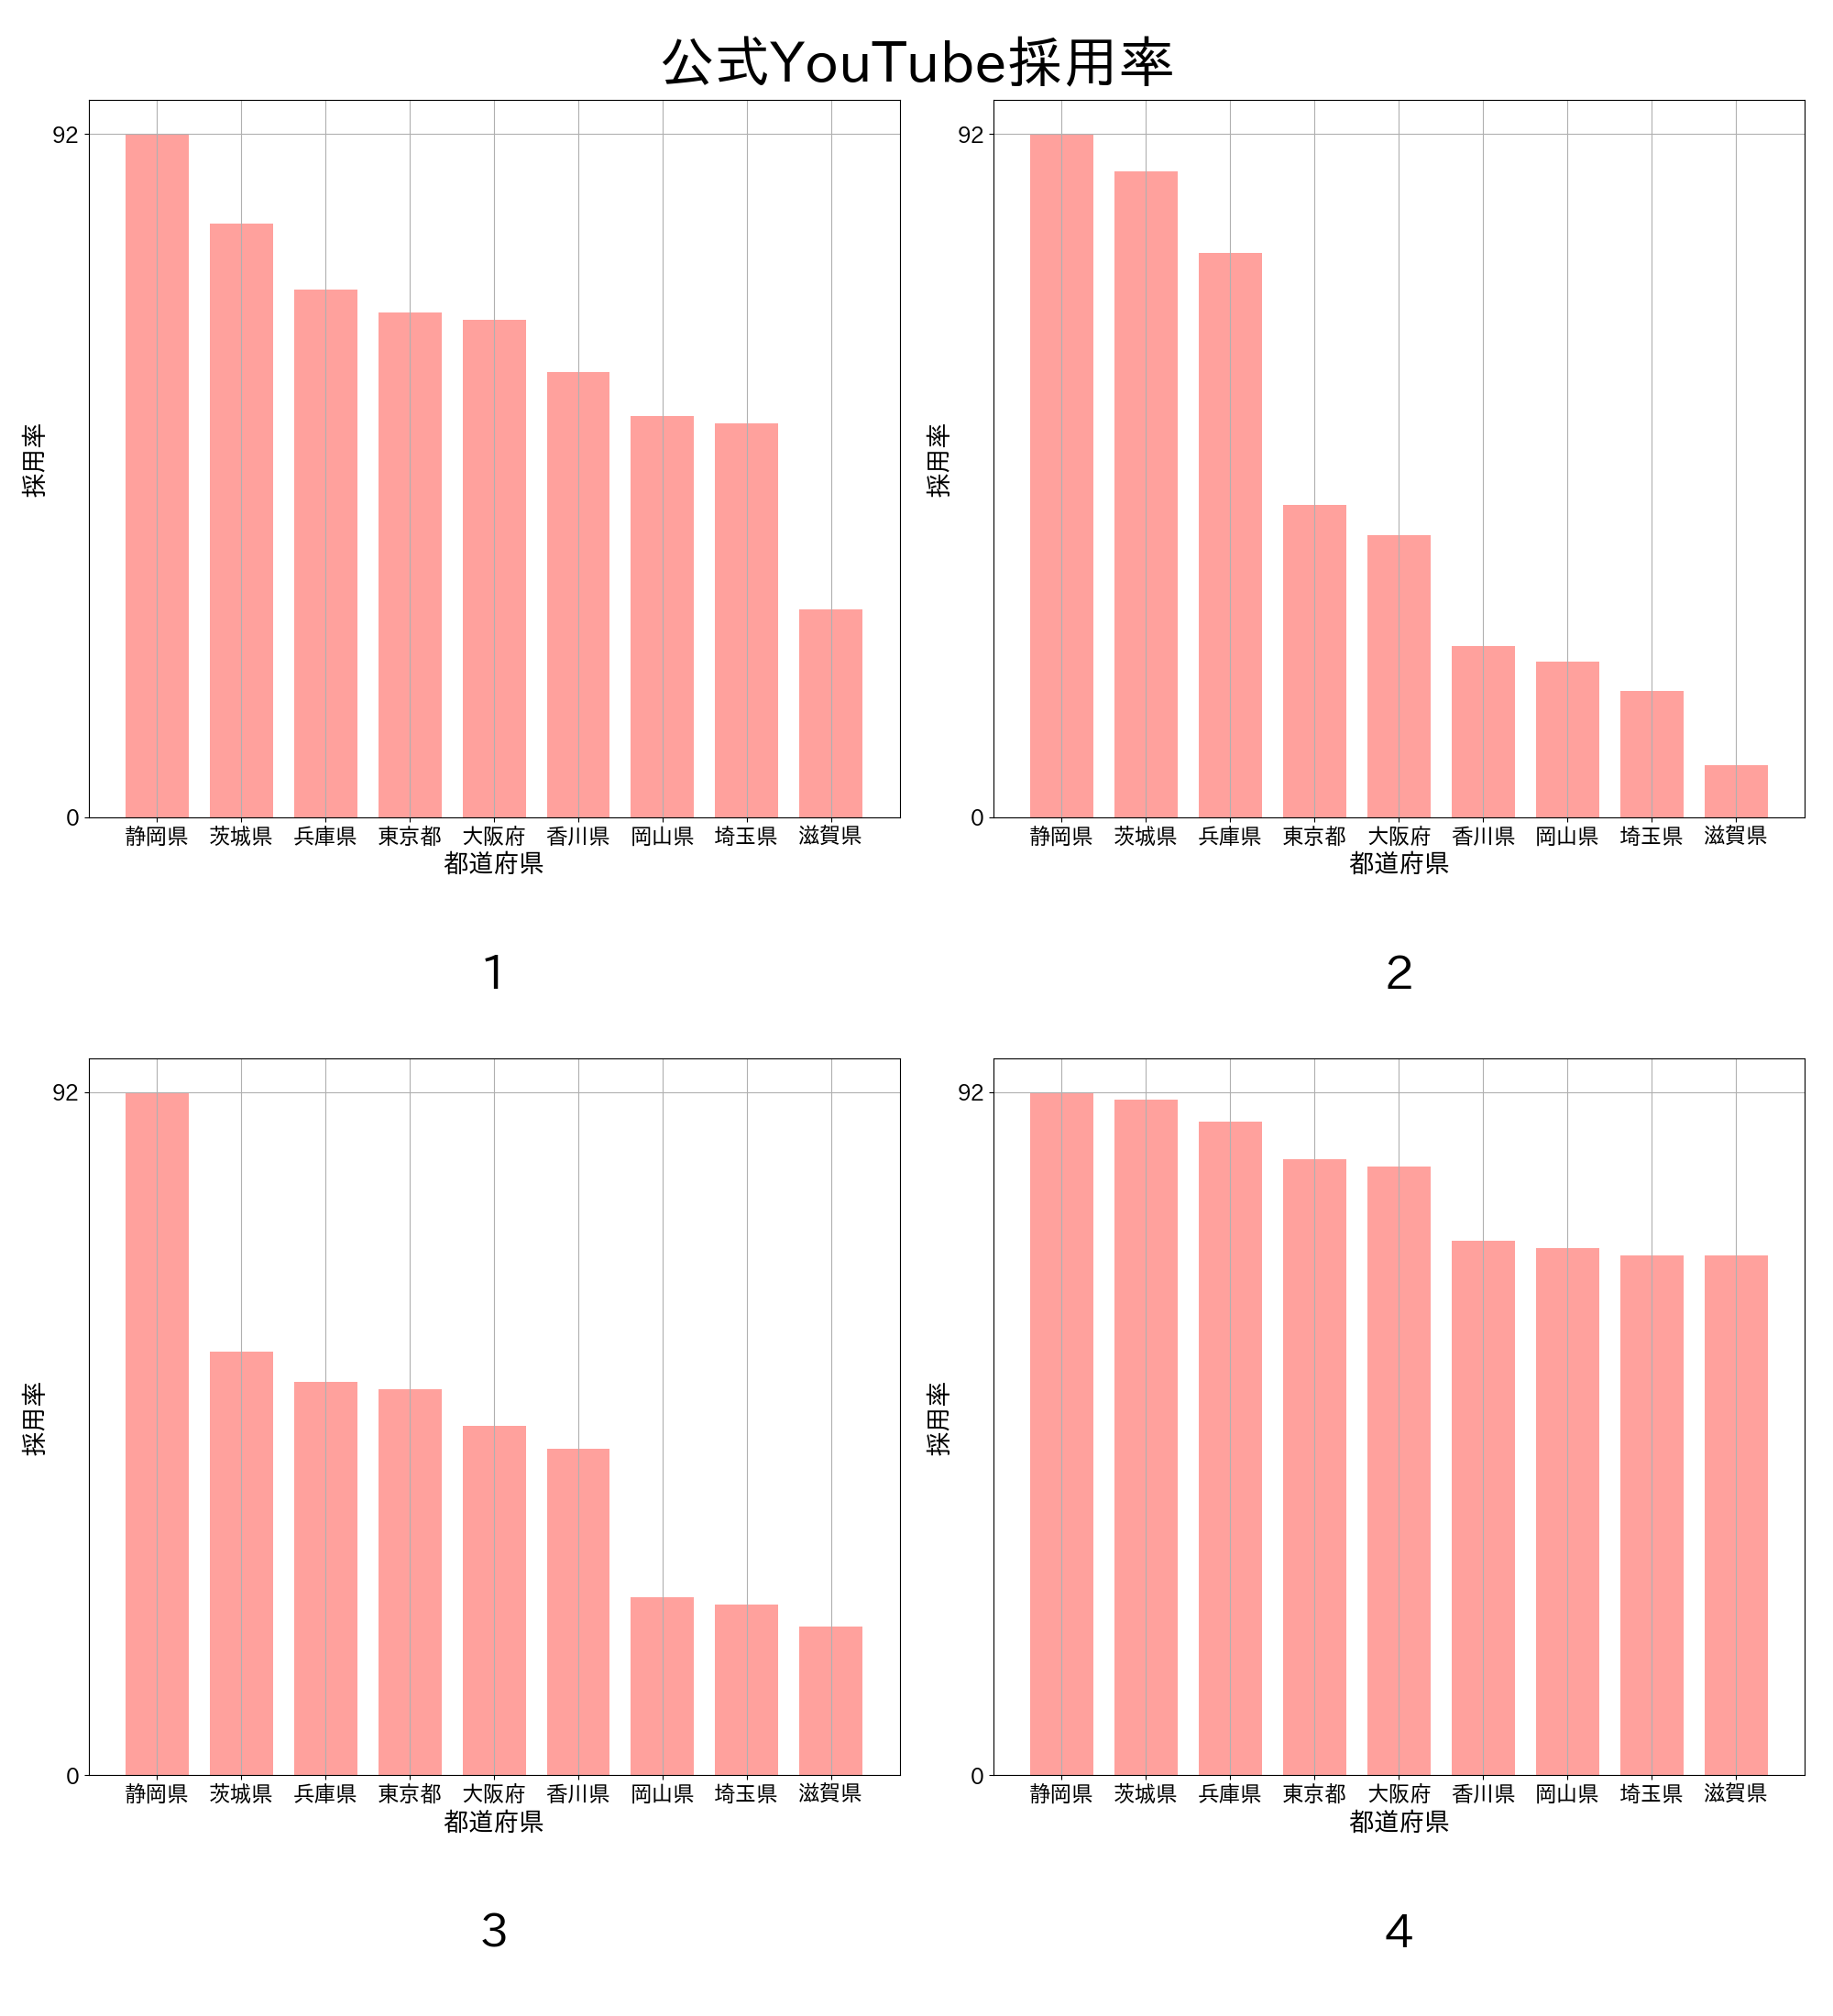 公式YouTube採用率
92
0
採用率
静岡県 茨城県 兵庫県 東京都 大阪府 香川県 岡山県 埼玉県 滋賀県
都道府県
1
92
0
採用率
静岡県 茨城県 兵庫県 東京都 大阪府 香川県 岡山県 埼玉県 滋賀県
都道府県
2
92
0
採用率
静岡県 茨城県 兵庫県 東京都 大阪府 香川県 岡山県 埼玉県 滋賀県
都道府県
3
92
0
採用率
静岡県 茨城県 兵庫県 東京都 大阪府 香川県 岡山県 埼玉県 滋賀県
都道府県
4